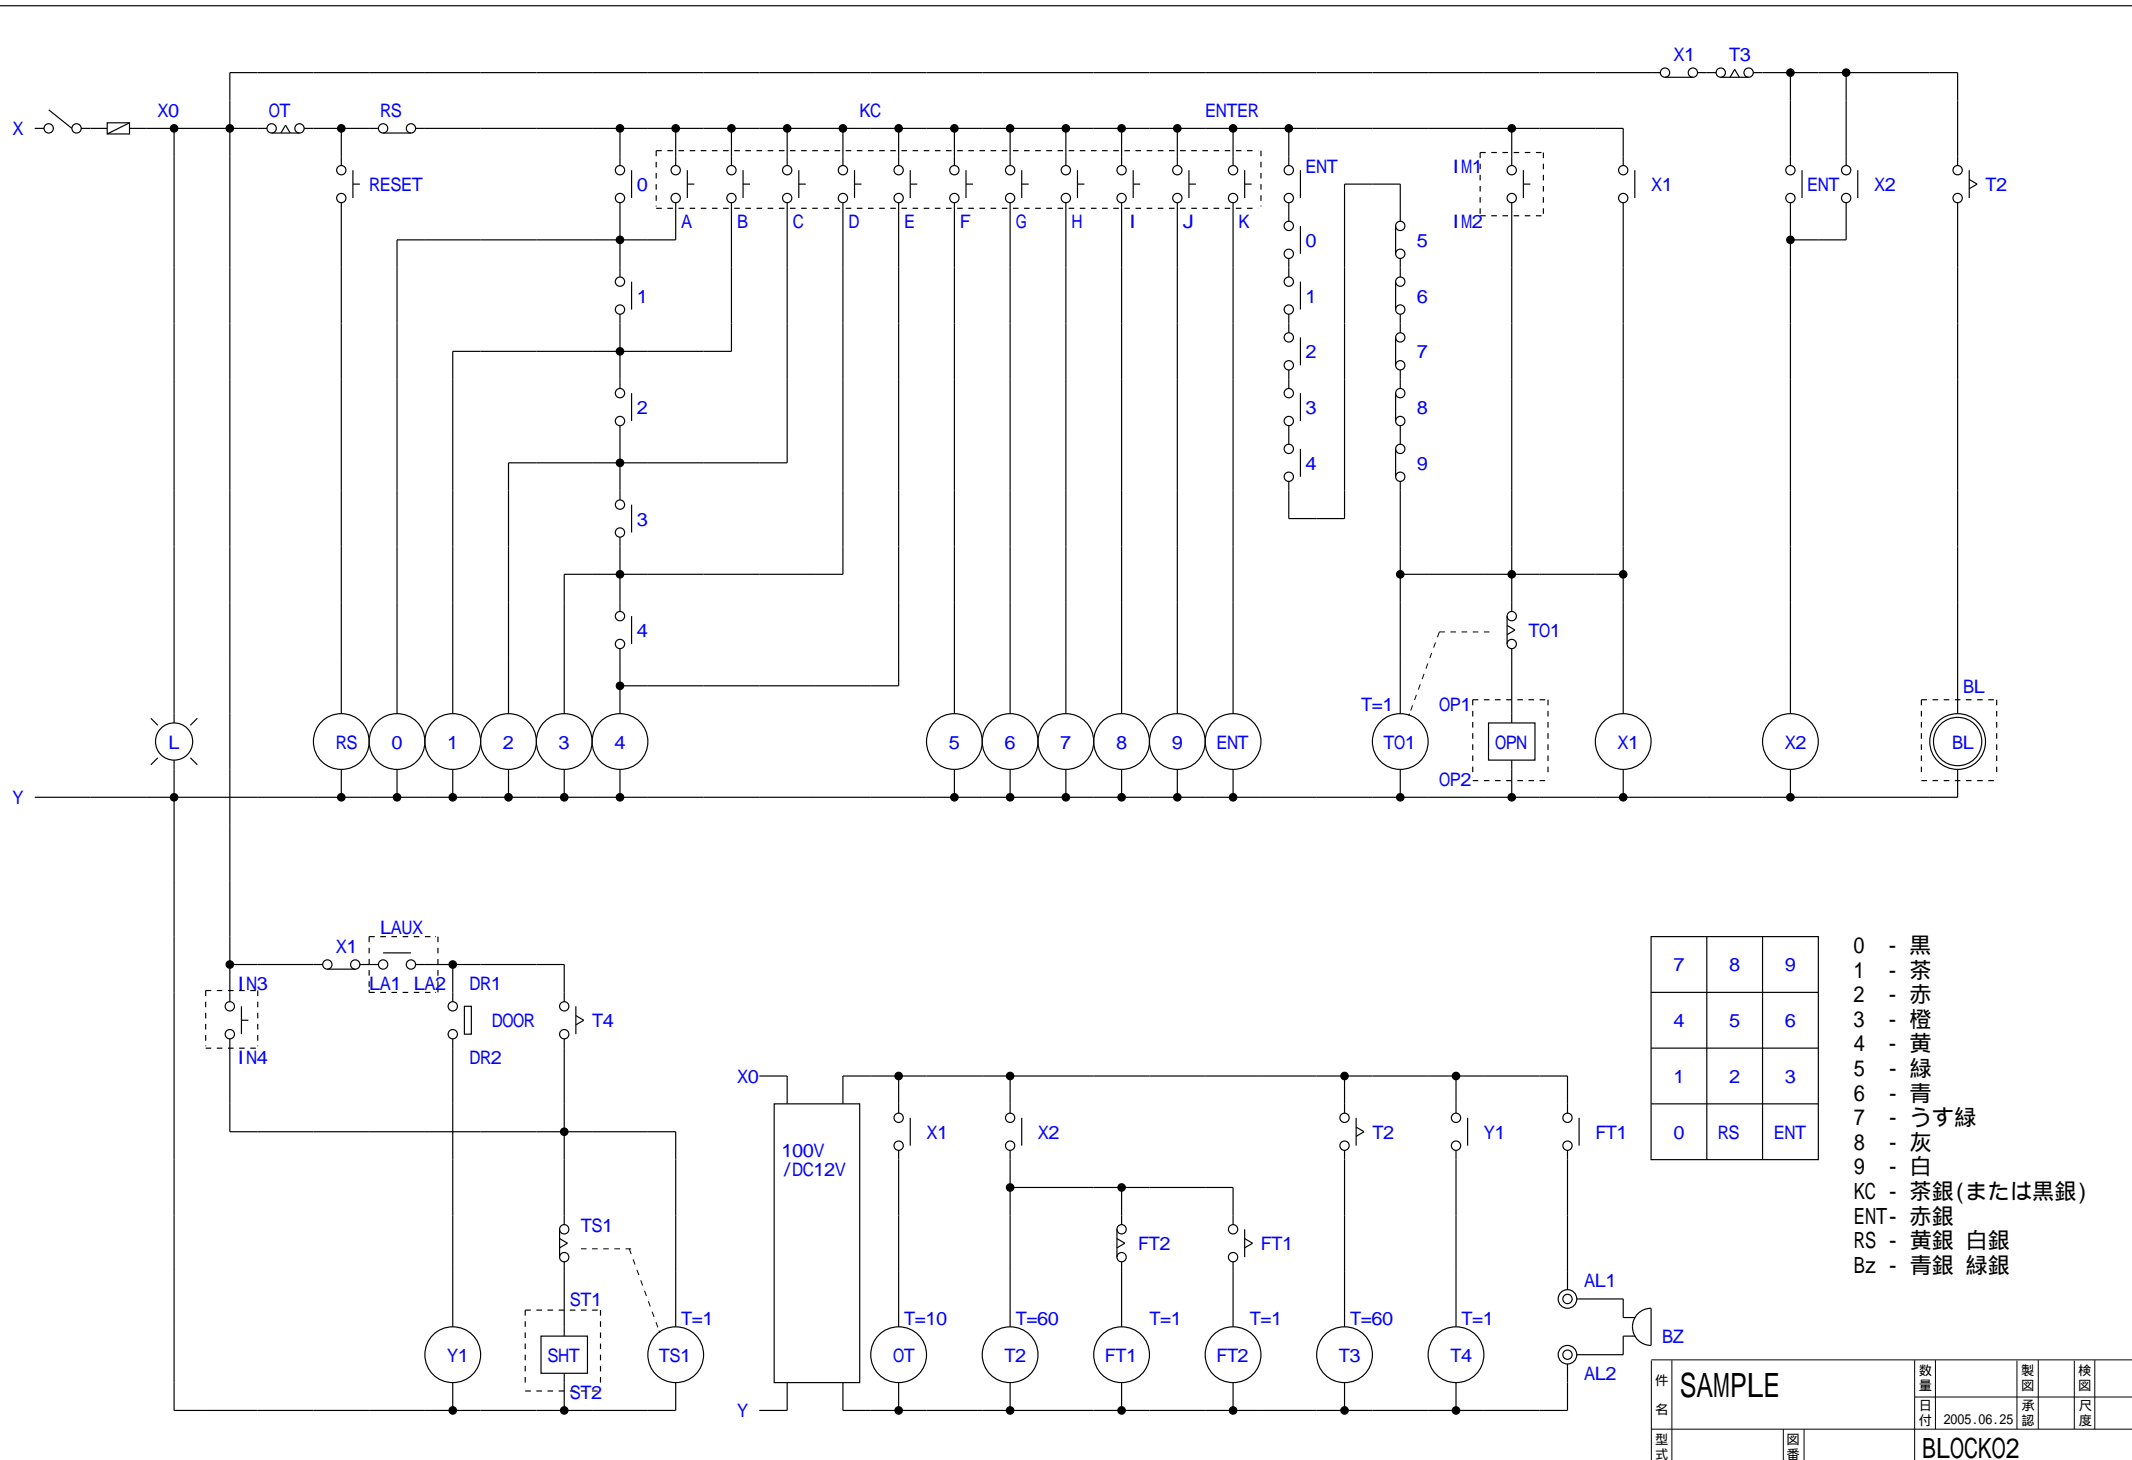 X1 T3
X X0 OT RS KC ENTER
RESET 0 ENT IM1 X1 ENT X2 T2
A B C D E F G H I J K IM2
0 5
1 1 6
2 7
2 3 8
4 9
3
4 TO1
T=1 OP1 BL
L RS 0 1 2 3 4 5 6 7 8 9 ENT TO1 OPN X1 X2 BL
OP2
Y
LAUX
X1
IN3 LA1 LA2 DR1
DOOR T4
IN4 DR2
X0
100V
/DC12V
X1 X2 T2 Y1 FT1
TS1 FT2 FT1
ST1 AL1
T=1 T=10 T=60 T=1 T=1 T=60 T=1
BZ
Y1 SHT TS1 OT T2 FT1 FT2 T3 T4
ST2 AL2
Y
7 8 9
4 5 6
1 2 3
0 RS ENT
0 - 黒
1 - 茶
2 - 赤
3 - 橙
4 - 黄
5 - 緑
6 - 青
7 - うす緑
8 - 灰
9 - 白
KC - 茶銀(または黒銀)
ENT- 赤銀
RS - 黄銀 白銀
Bz - 青銀 緑銀
件名 SAMPLE 数量 製図 検図
日付 2005.06.25 承認 尺度
型式 図番 BLOCK02